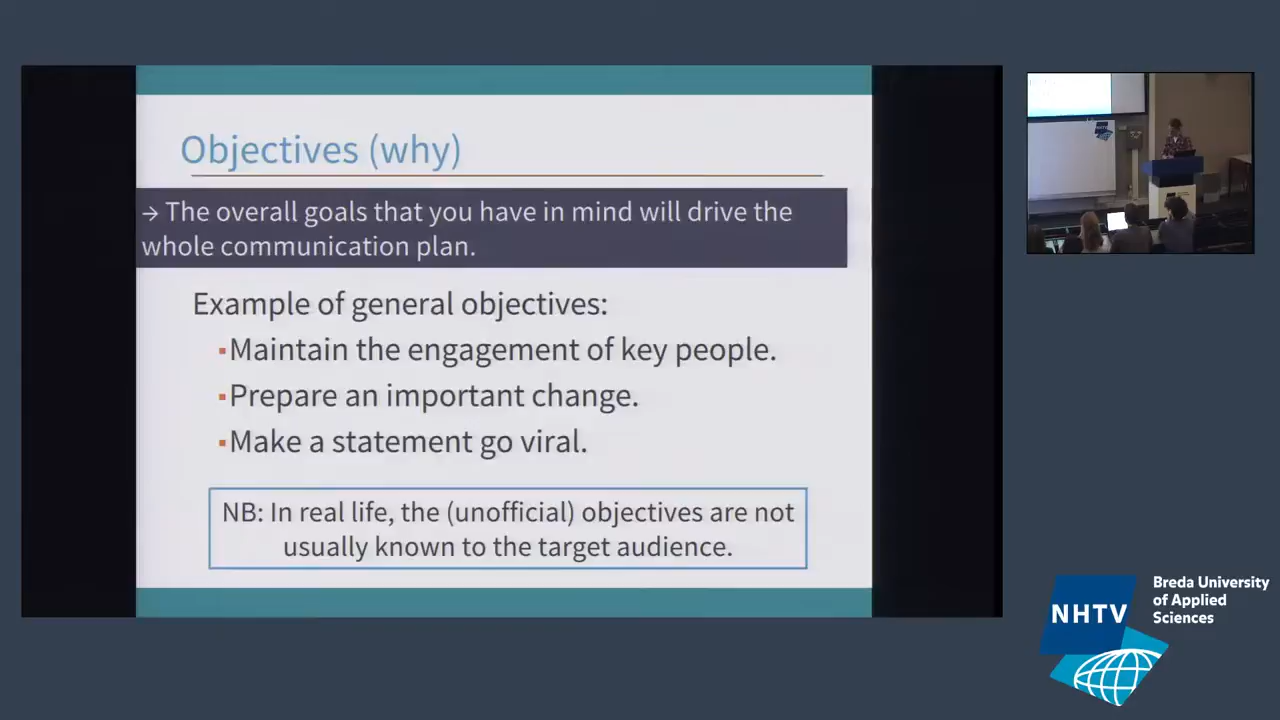 Objectives (why)
→ The overall goals that you have in mind will drive the
whole communication plan.
Example of general objectives:
▪Maintain the engagement of key people.
▪Prepare an important change.
▪Make a statement go viral.
NB: In real life, the (unofficial) objectives are not
usually known to the target audience.
NHTV
Breda University
of Applied
Sciences